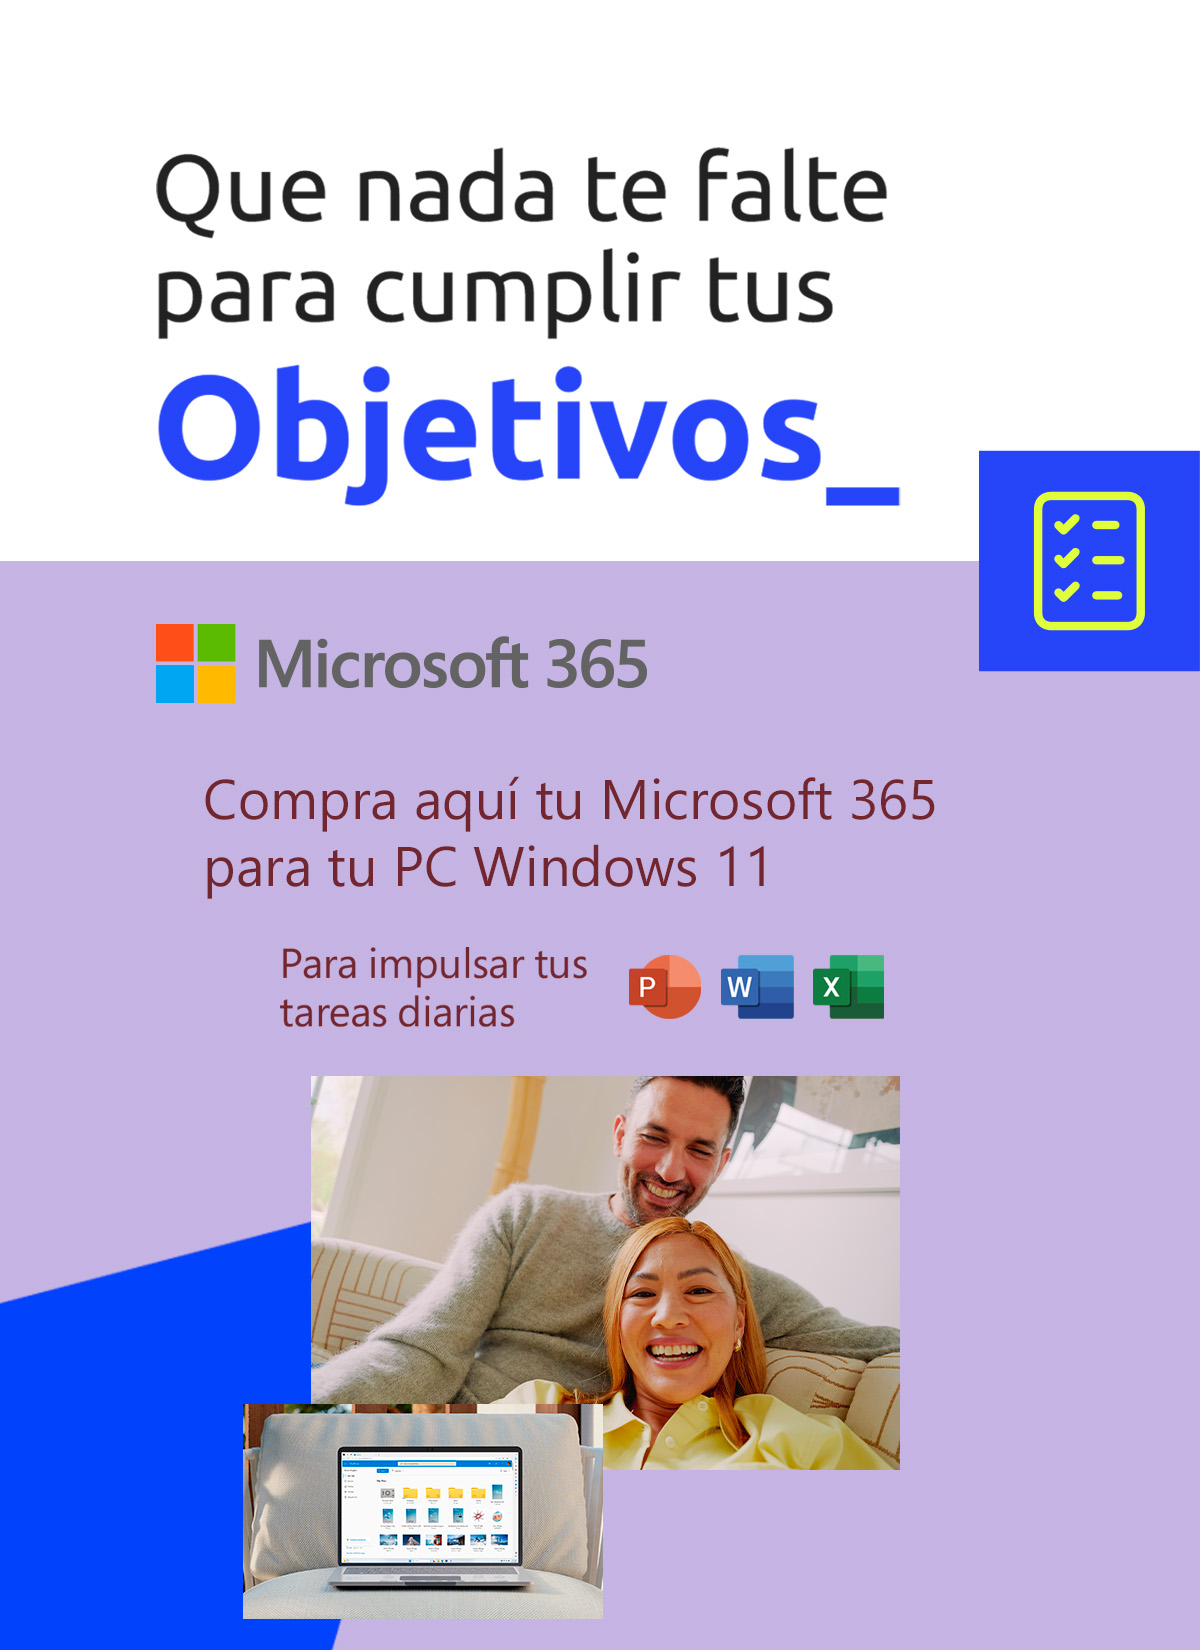 Que nada te falte
para cumplir tus
Objetivos_
Microsoft 365
Compra aquí tu Microsoft 365
para tu PC Windows 11
Para impulsar tus
tareas diarias
P W X